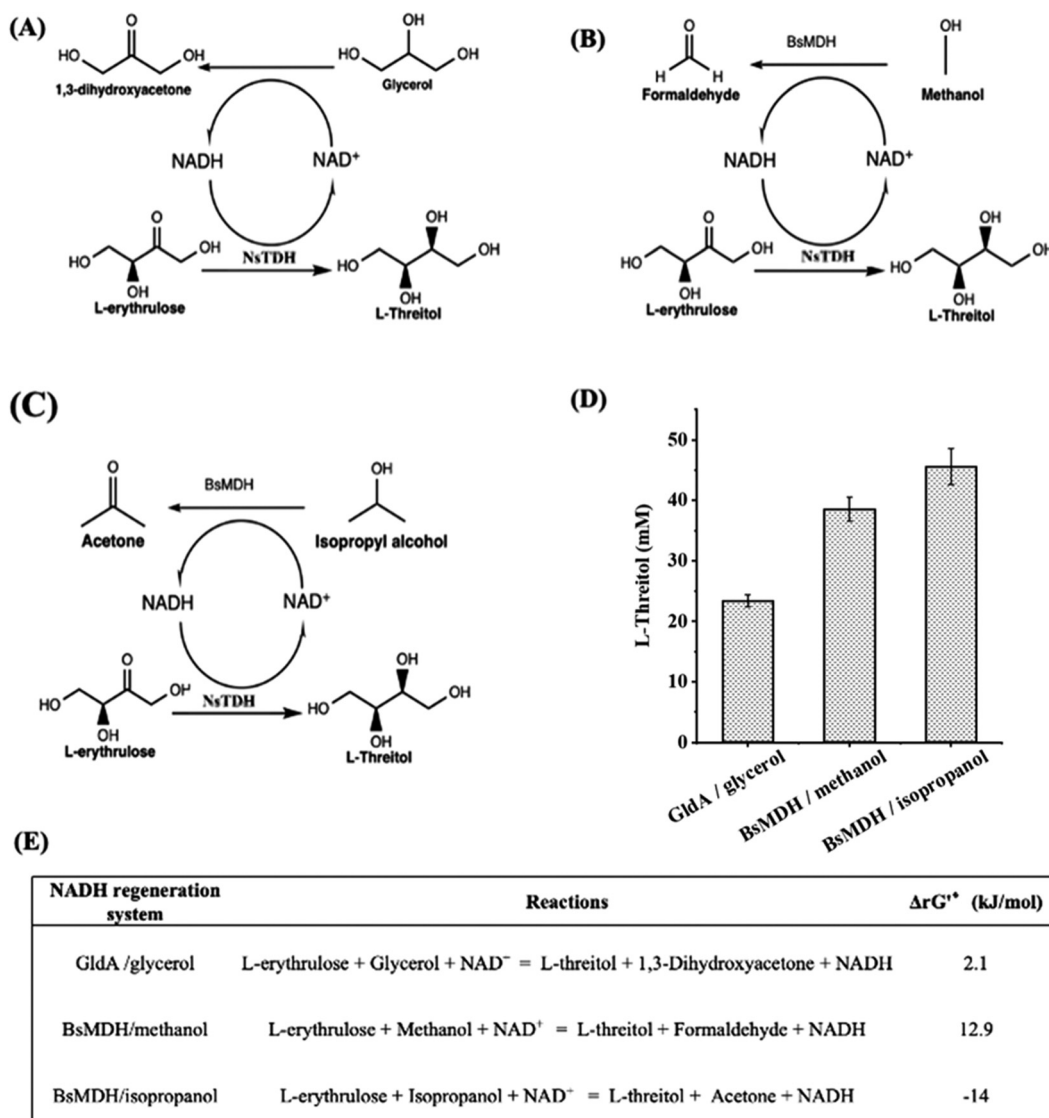 (A)
O
HO
OH
1,3-dihydroxyacetone
OH
HO
OH
Glycerol
NADH
NAD⁺
O
HO
OH
OH
L-erythrulose
NsTDH
OH
HO
OH
OH
L-Threitol
(B)
O
H H
Formaldehyde
BsMDH
OH
Methanol
NADH
NAD⁺
O
HO
OH
OH
L-erythrulose
NsTDH
OH
HO
OH
OH
L-Threitol
(C)
O
Acetone
BsMDH
OH
Isopropyl alcohol
NADH
NAD⁺
O
HO
OH
OH
L-erythrulose
NsTDH
OH
HO
OH
OH
L-Threitol
(D)
L-Threitol (mM)
50
40
30
20
10
0
GldA / glycerol
BsMDH / methanol
BsMDH / isopropanol
(E)
NADH regeneration system Reactions ΔrG'° (kJ/mol)
GldA /glycerol L-erythrulose + Glycerol + NAD⁺ = L-threitol + 1,3-Dihydroxyacetone + NADH 2.1
BsMDH/methanol L-erythrulose + Methanol + NAD⁺ = L-threitol + Formaldehyde + NADH 12.9
BsMDH/isopropanol L-erythrulose + Isopropanol + NAD⁺ = L-threitol + Acetone + NADH -14